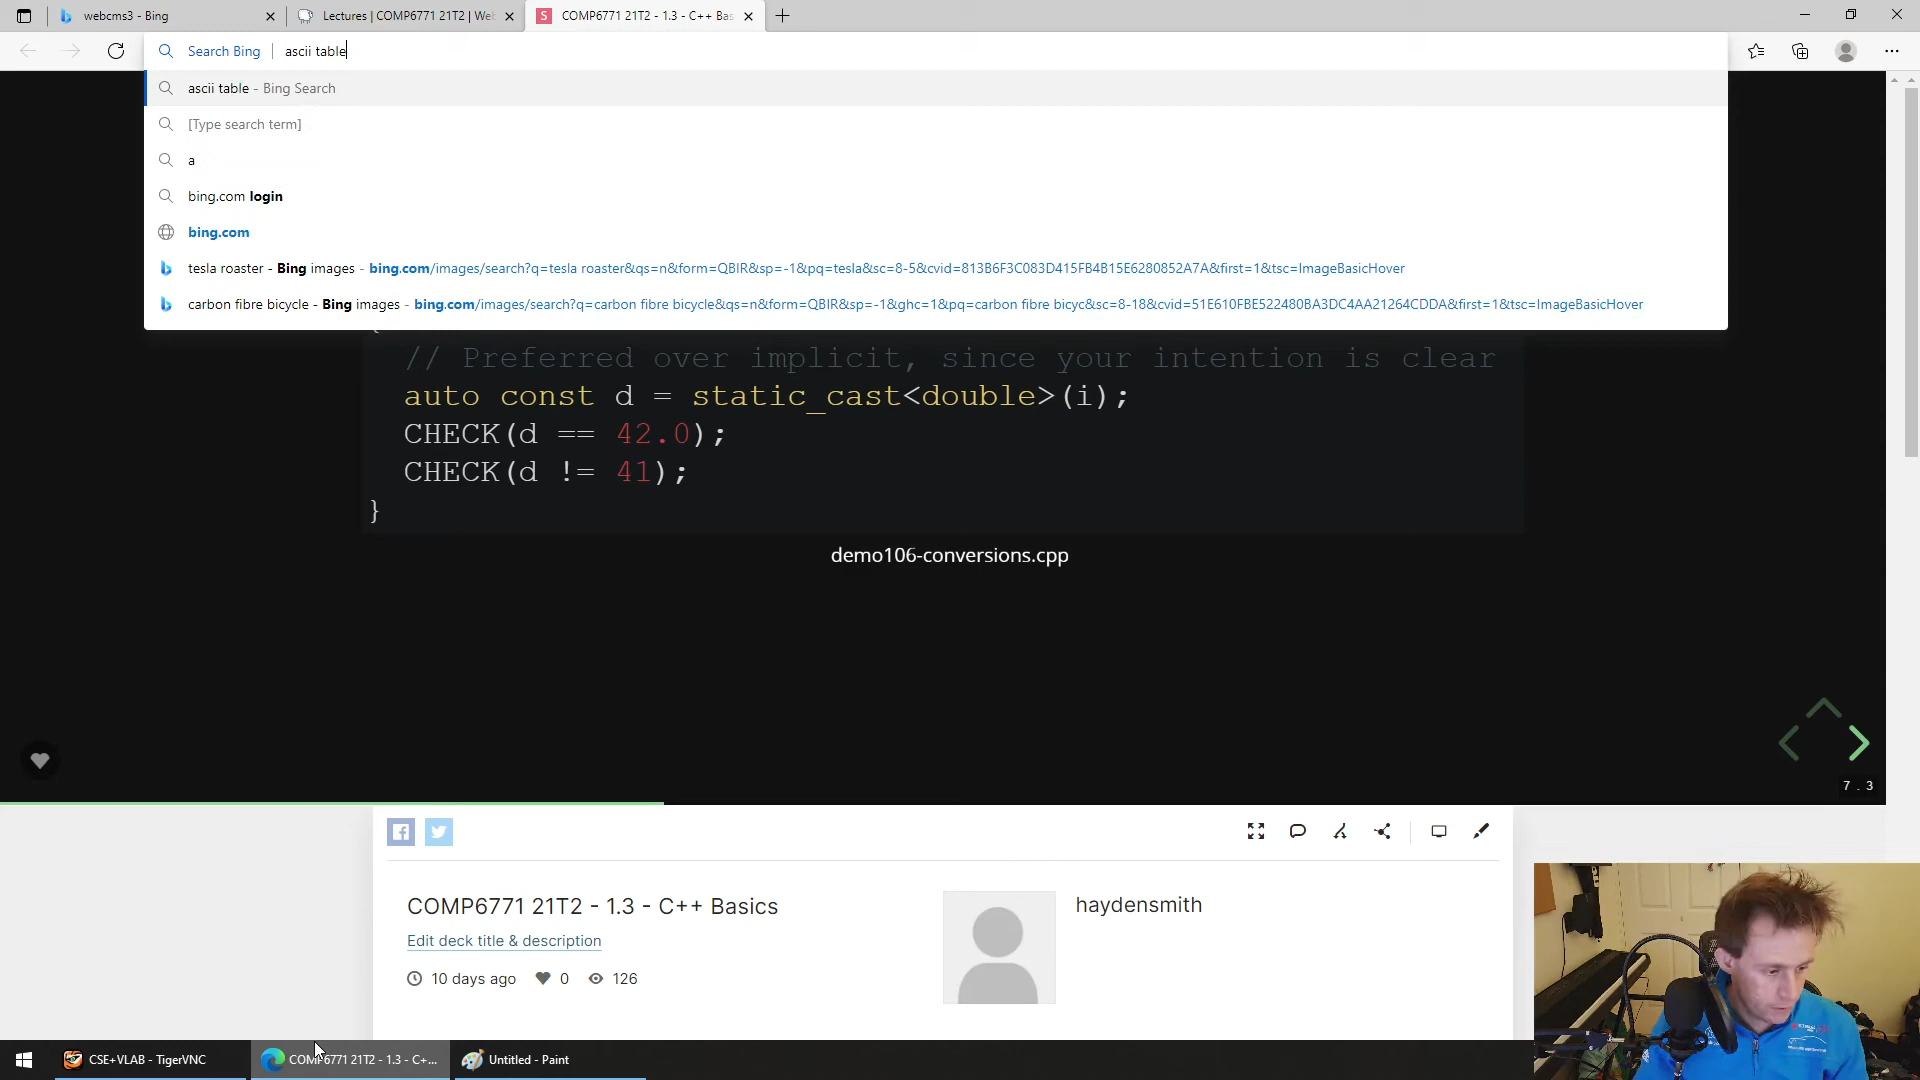 webcms3 - Bing
Lectures | COMP6771 21T2 | Web
COMP6771 21T2 - 1.3 - C++ Bas
Search Bing
ascii table
ascii table - Bing Search
[Type search term]
a
bing.com login
bing.com
tesla roaster - Bing images - bing.com/images/search?q=tesla roaster&qs=n&form=QBIR&sp=-1&pq=tesla&sc=8-5&cvid=813B6F3C083D415FB4B15E6280852A7A&first=1&tsc=ImageBasicHover
carbon fibre bicycle - Bing images - bing.com/images/search?q=carbon fibre bicycle&qs=n&form=QBIR&sp=-1&ghc=1&pq=carbon fibre bicyc&sc=8-18&cvid=51E610FBE522480BA3DC4AA21264CDDA&first=1&tsc=ImageBasicHover
// Preferred over implicit, since your intention is clear
auto const d = static_cast<double>(i);
CHECK(d == 42.0);
CHECK(d != 41);
}
demo106-conversions.cpp
7 . 3
COMP6771 21T2 - 1.3 - C++ Basics
haydensmith
Edit deck title & description
10 days ago
0
126
CSE+VLAB - TigerVNC
COMP6771 21T2 - 1.3 - C+...
Untitled - Paint